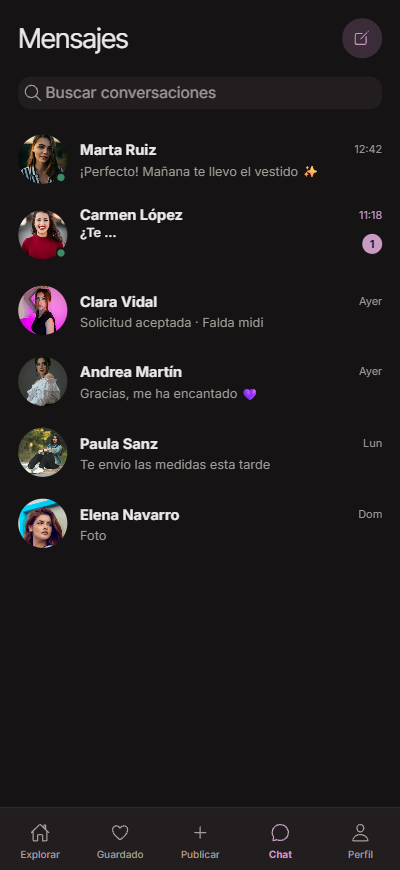 Mensajes
Buscar conversaciones
Marta Ruiz 12:42
¡Perfecto! Mañana te llevo el vestido ✨
Carmen López 11:18
¿Te ... 1
Clara Vidal Ayer
Solicitud aceptada · Falda midi
Andrea Martín Ayer
Gracias, me ha encantado 💜
Paula Sanz Lun
Te envío las medidas esta tarde
Elena Navarro Dom
Foto
Explorar Guardado Publicar Chat Perfil